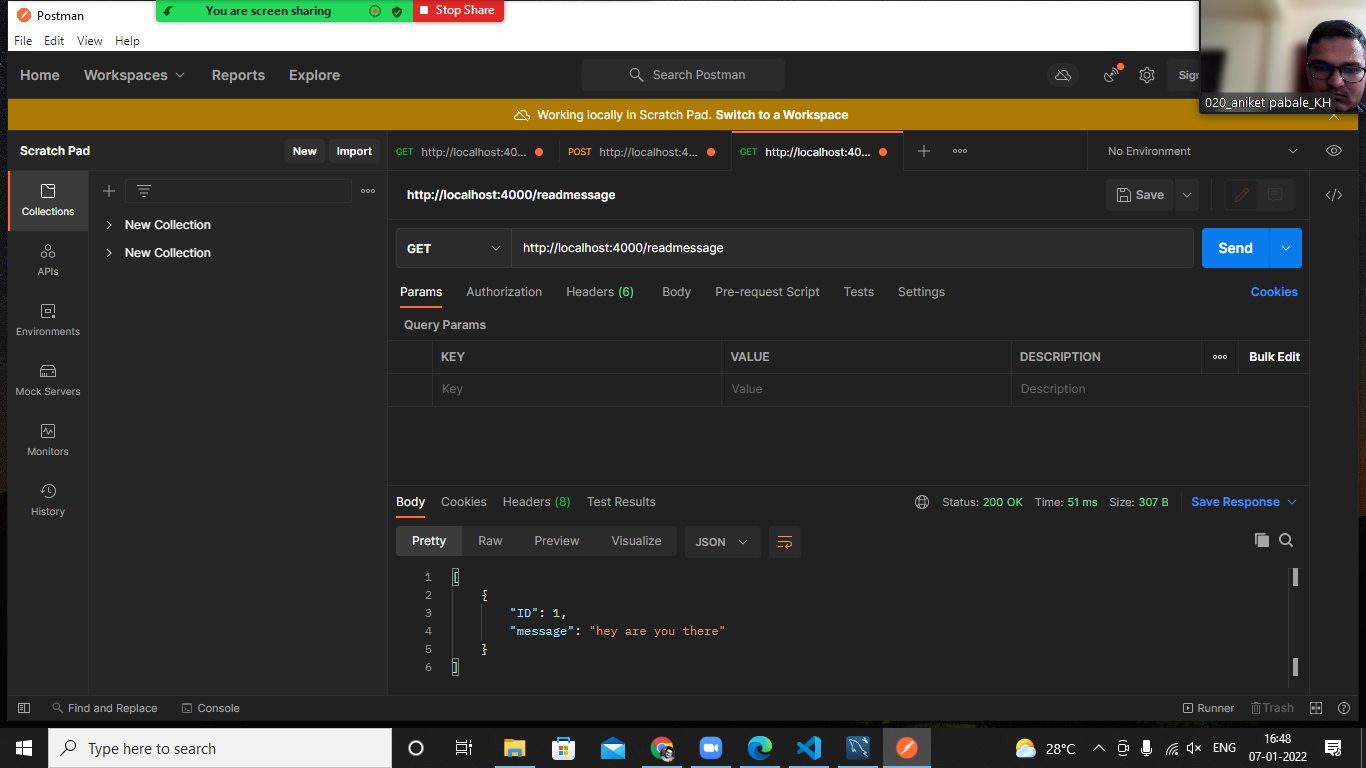 Postman
You are screen sharing
Stop Share
File Edit View Help
Home Workspaces Reports Explore
Search Postman
020_aniket pabale_KH
Working locally in Scratch Pad. Switch to a Workspace
Scratch Pad
New Import
GET http://localhost:40...
POST http://localhost:4...
GET http://localhost:40...
No Environment
Collections
New Collection
New Collection
APIs
Environments
Mock Servers
Monitors
History
http://localhost:4000/readmessage
Save
GET http://localhost:4000/readmessage Send
Params Authorization Headers (6) Body Pre-request Script Tests Settings Cookies
Query Params
KEY VALUE DESCRIPTION Bulk Edit
Key Value Description
Body Cookies Headers (8) Test Results Status: 200 OK Time: 51 ms Size: 307 B Save Response
Pretty Raw Preview Visualize JSON
1 [
2 {
3 "ID": 1,
4 "message": "hey are you there"
5 }
6 ]
Find and Replace Console Runner Trash
Type here to search
28°C ENG
16:48
07-01-2022